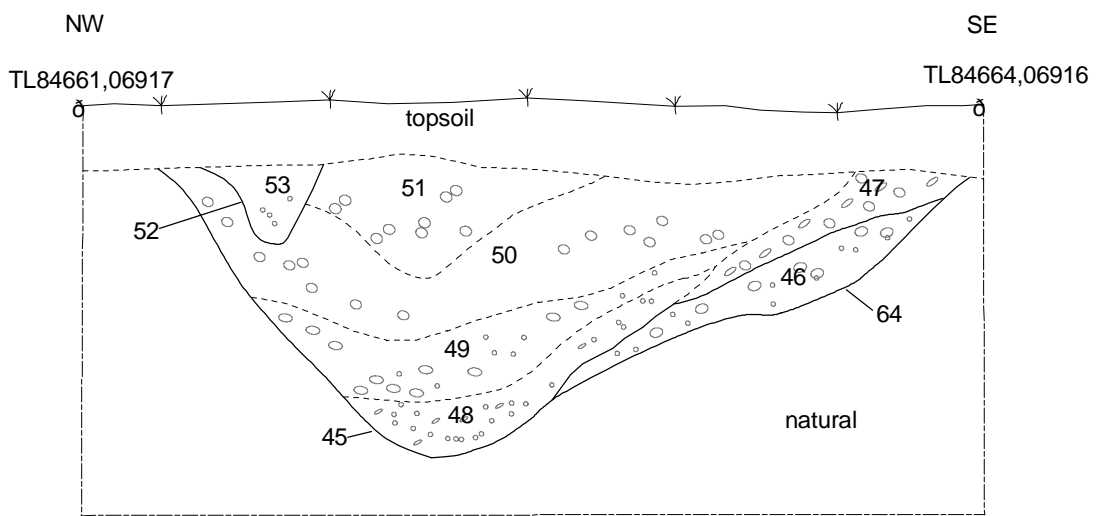 NW
SE
TL84661,06917
TL84664,06916
ð
ð
topsoil
53
51
47
52
50
46
64
49
48
natural
45